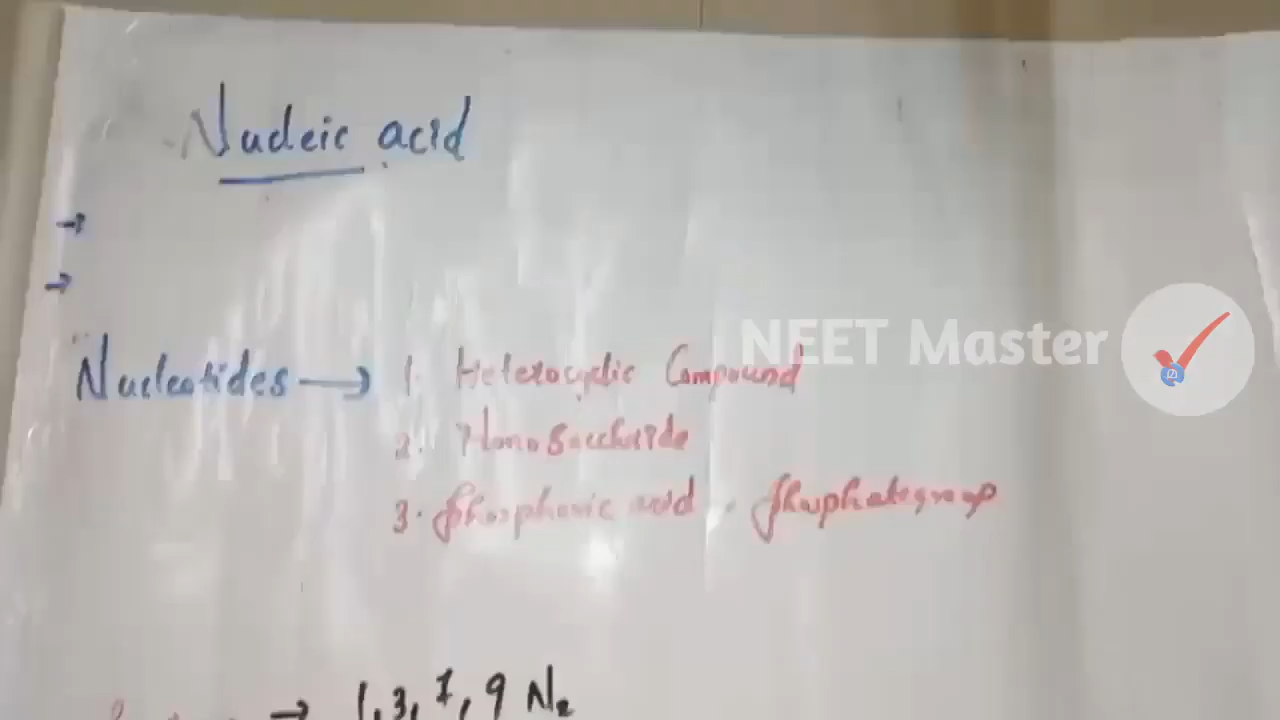 Nucleic acid
→
→
Nucleotides → 1. Heterocyclic Compound
2. Monosaccharide
3. Phosphoric acid, Phosphate group
→ 1,3,7,9 N2
NEET Master